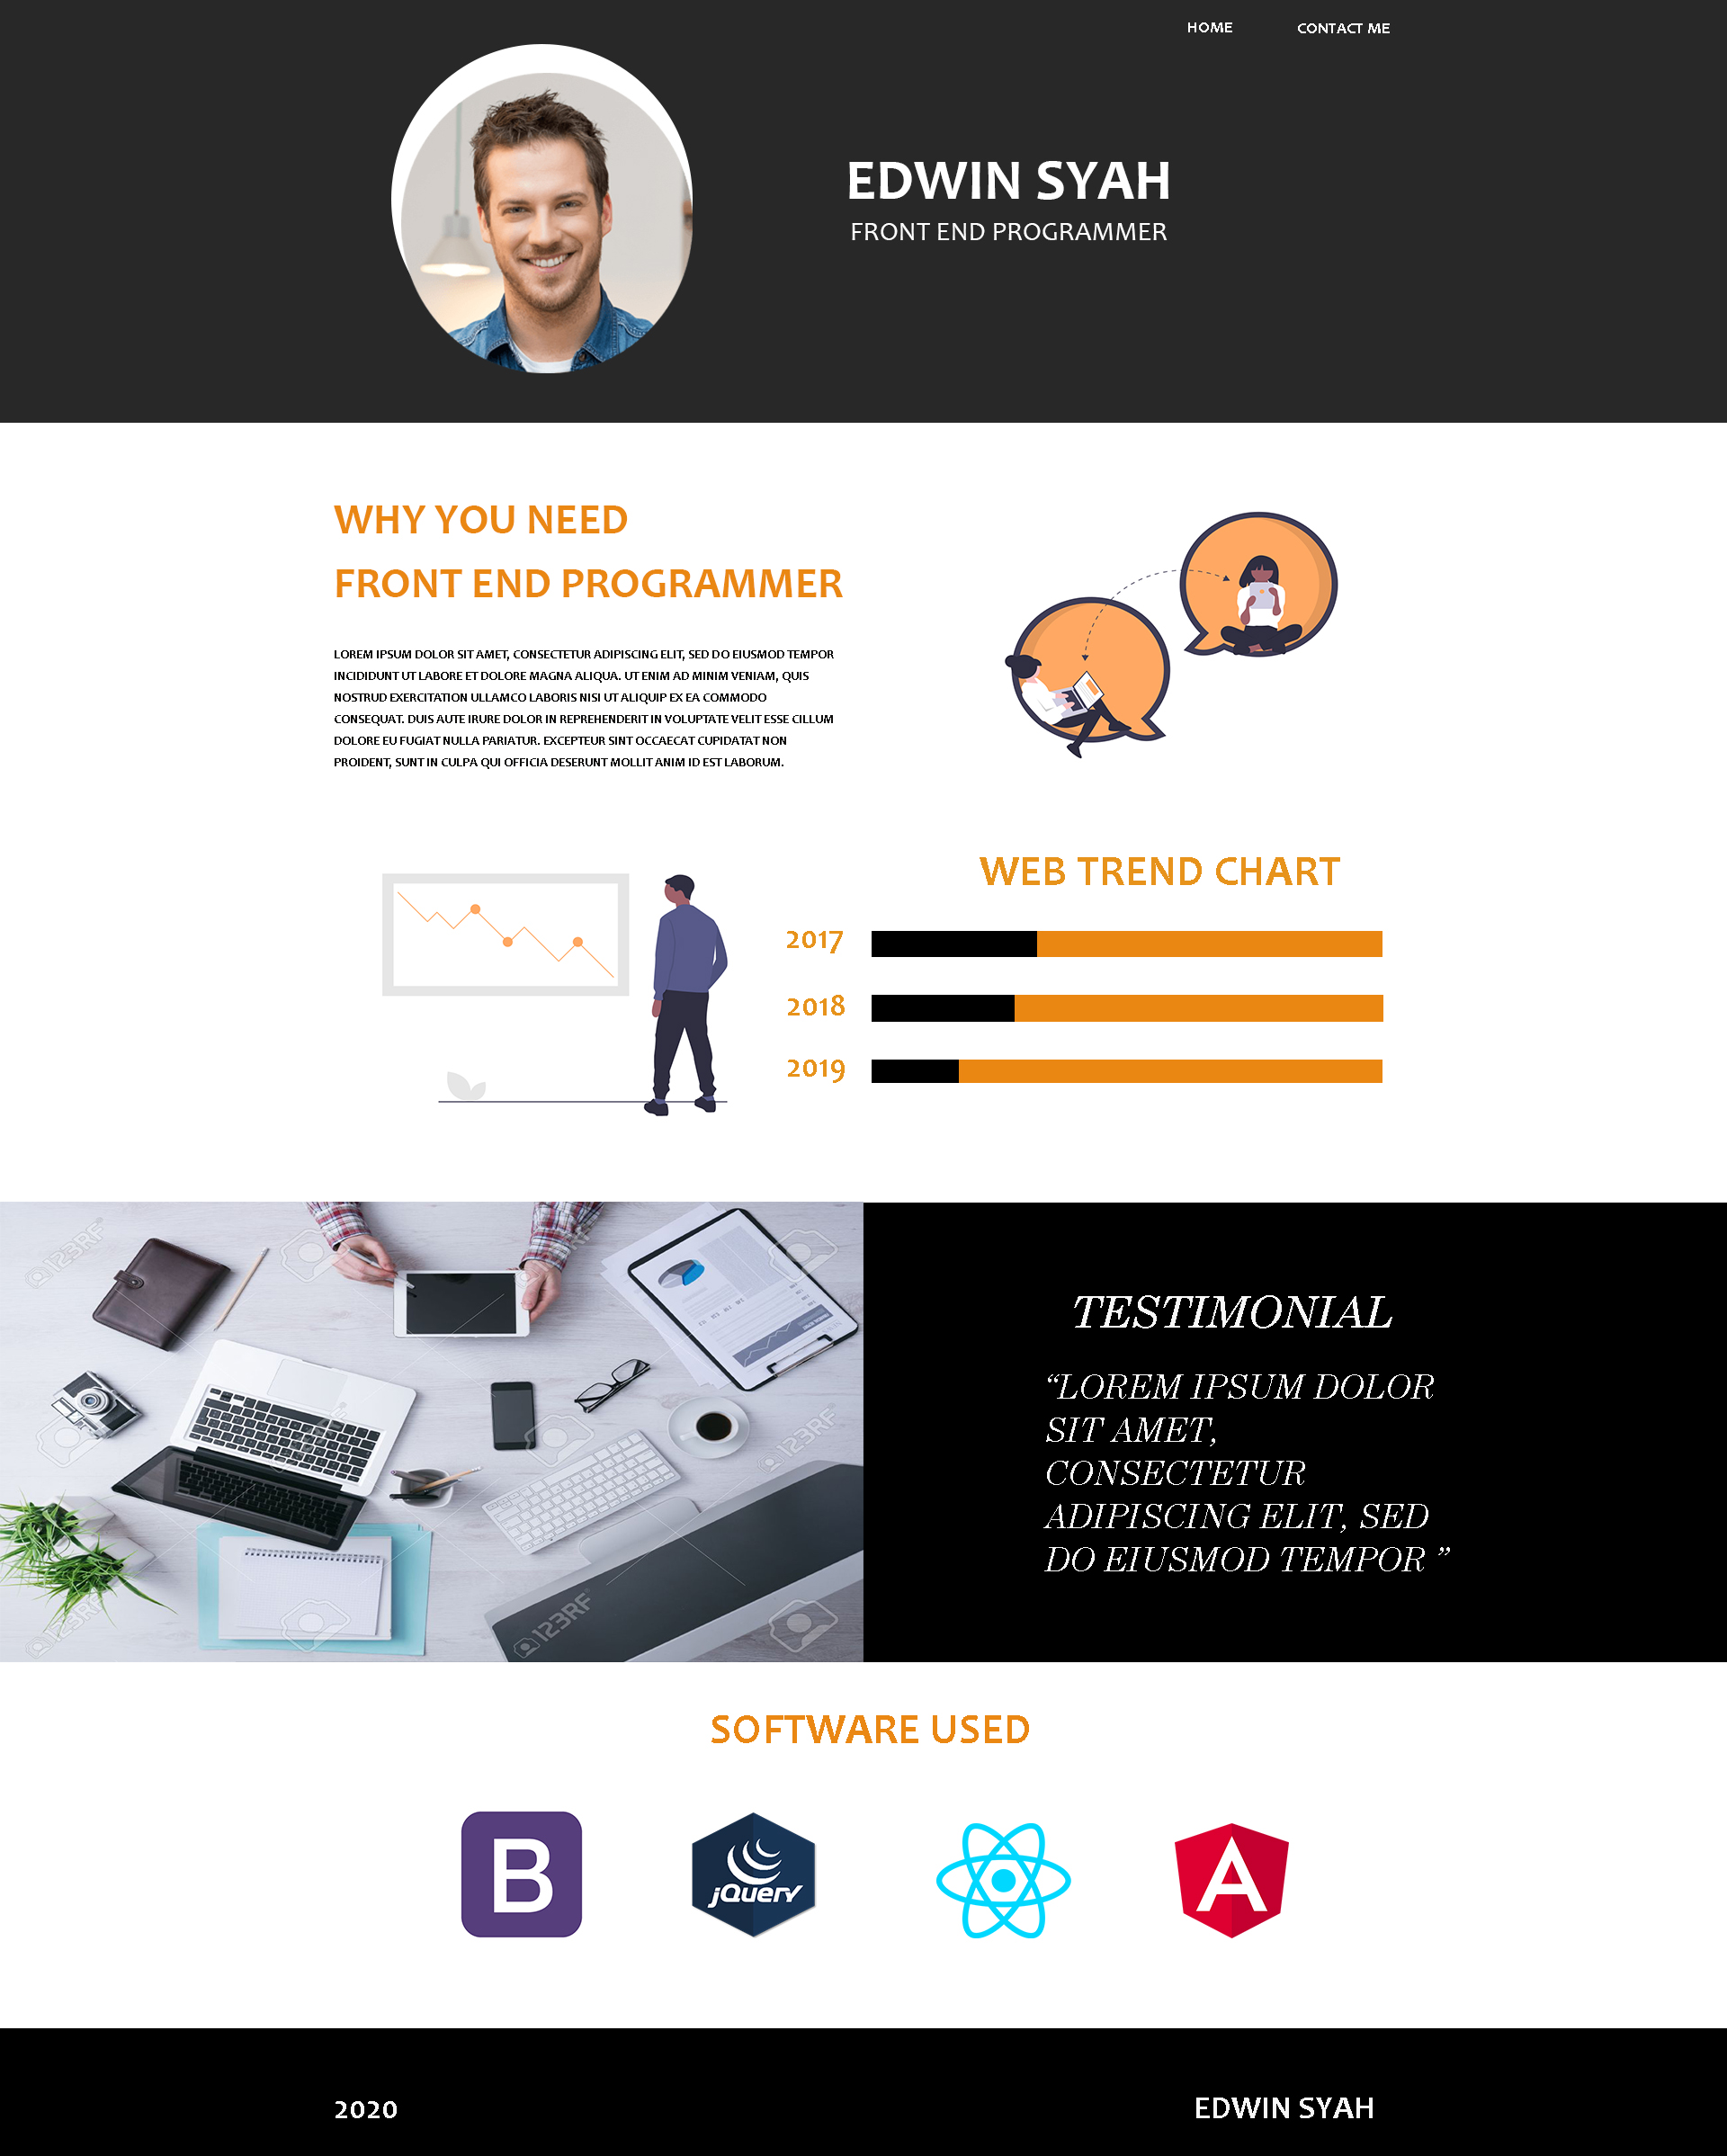 HOME
CONTACT ME
EDWIN SYAH
FRONT END PROGRAMMER
WHY YOU NEED
FRONT END PROGRAMMER
LOREM IPSUM DOLOR SIT AMET, CONSECTETUR ADIPISCING ELIT, SED DO EIUSMOD TEMPOR
INCIDIDUNT UT LABORE ET DOLORE MAGNA ALIQUA. UT ENIM AD MINIM VENIAM, QUIS
NOSTRUD EXERCITATION ULLAMCO LABORIS NISI UT ALIQUIP EX EA COMMODO
CONSEQUAT. DUIS AUTE IRURE DOLOR IN REPREHENDERIT IN VOLUPTATE VELIT ESSE CILLUM
DOLORE EU FUGIAT NULLA PARIATUR. EXCEPTEUR SINT OCCAECAT CUPIDATAT NON
PROIDENT, SUNT IN CULPA QUI OFFICIA DESERUNT MOLLIT ANIM ID EST LABORUM.
WEB TREND CHART
2017
2018
2019
123RF
123RF
123RF
123RF
123RF
TESTIMONIAL
“LOREM IPSUM DOLOR
SIT AMET,
CONSECTETUR
ADIPISCING ELIT, SED
DO EIUSMOD TEMPOR ”
SOFTWARE USED
B
jQuery
A
2020
EDWIN SYAH